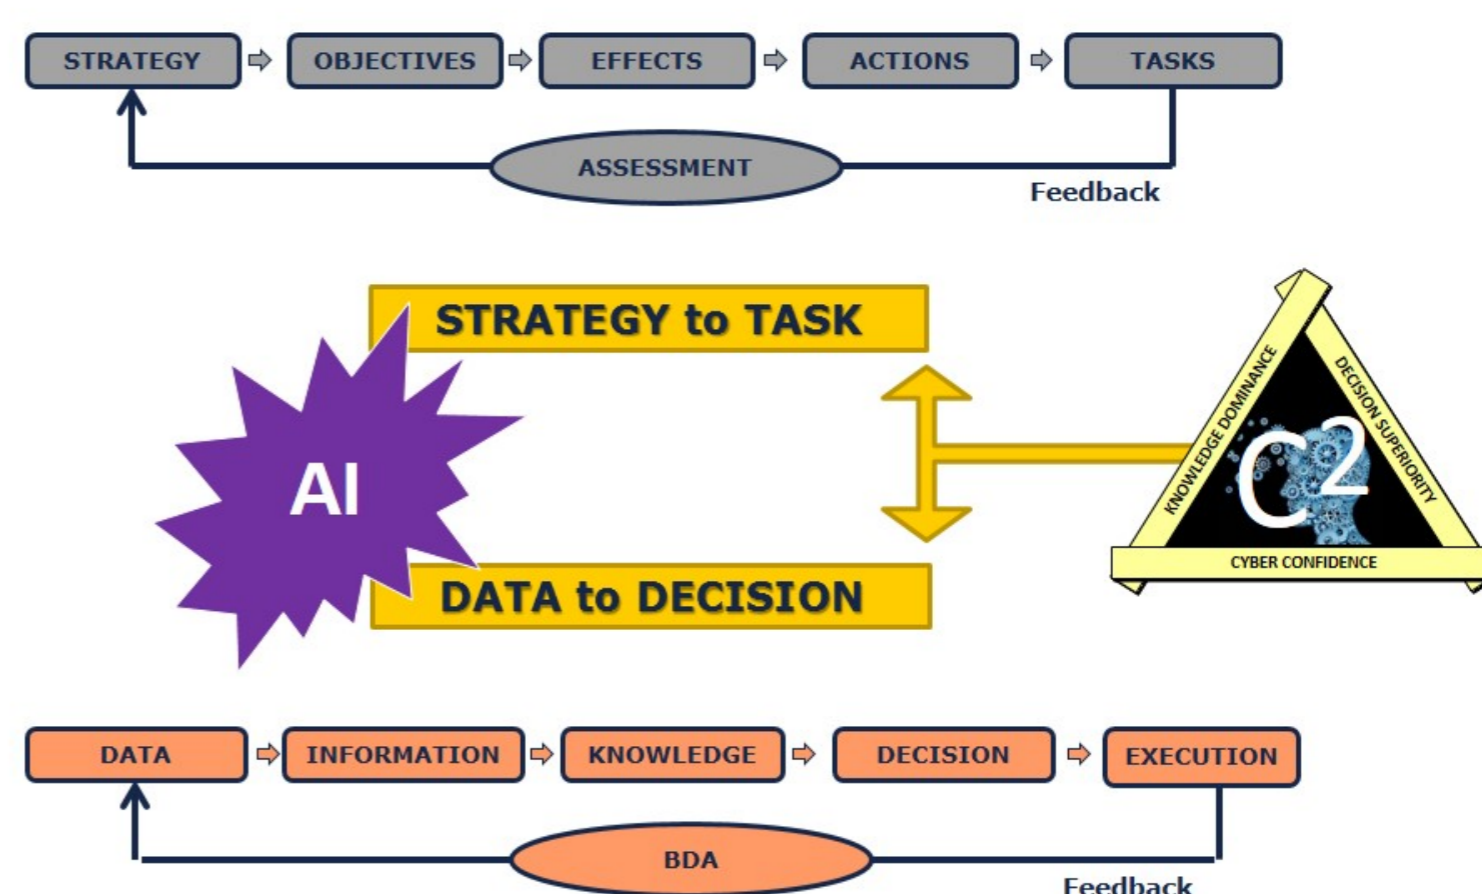 STRATEGY
OBJECTIVES
EFFECTS
ACTIONS
TASKS
ASSESSMENT
Feedback
STRATEGY to TASK
AI
KNOWLEDGE DOMINANCE
DECISION SUPERIORITY
C2
CYBER CONFIDENCE
DATA to DECISION
DATA
INFORMATION
KNOWLEDGE
DECISION
EXECUTION
BDA
Feedback